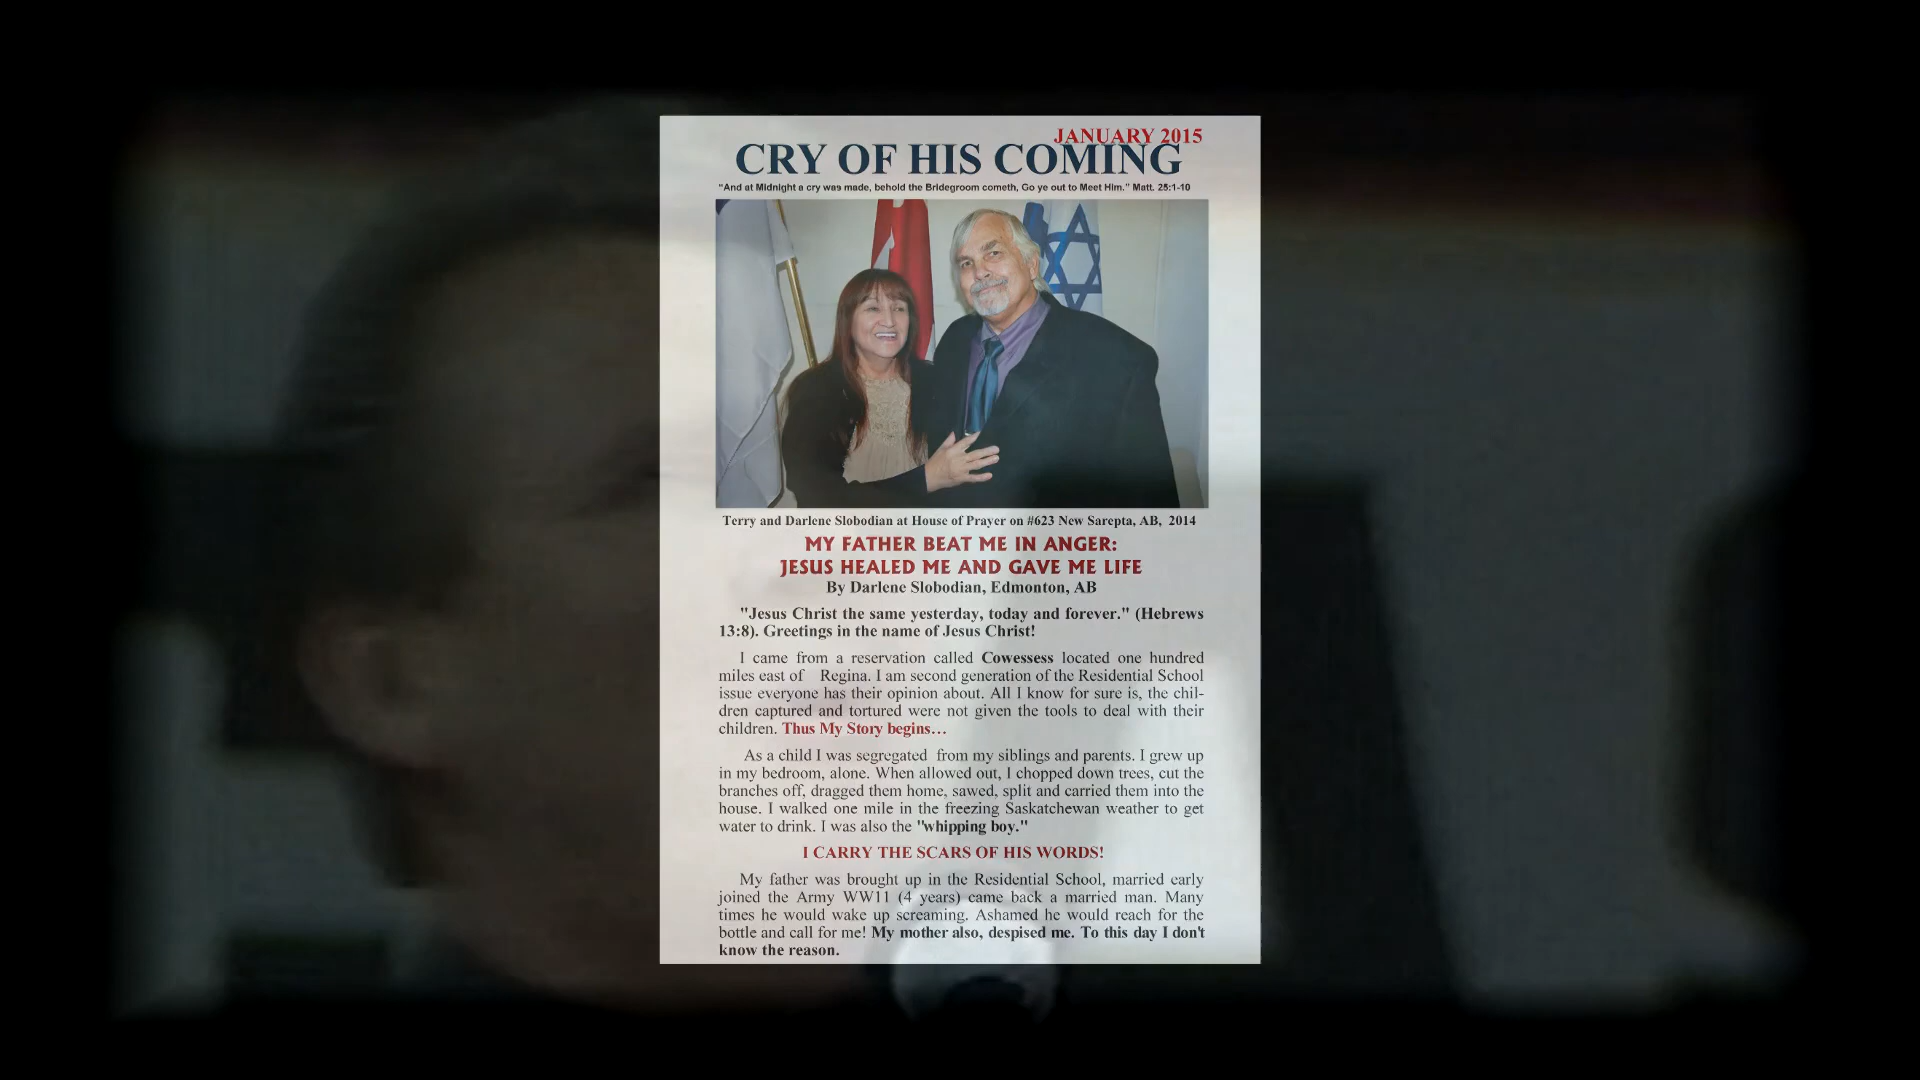 JANUARY 2015
CRY OF HIS COMING
"And at Midnight a cry was made, behold the Bridegroom cometh, Go ye out to Meet Him." Matt. 25:1-10
Terry and Darlene Slobodian at House of Prayer on #623 New Sarepta, AB, 2014
MY FATHER BEAT ME IN ANGER:
JESUS HEALED ME AND GAVE ME LIFE
By Darlene Slobodian, Edmonton, AB
"Jesus Christ the same yesterday, today and forever." (Hebrews
13:8). Greetings in the name of Jesus Christ!
I came from a reservation called Cowessess located one hundred
miles east of Regina. I am second generation of the Residential School
issue everyone has their opinion about. All I know for sure is, the chil-
dren captured and tortured were not given the tools to deal with their
children. Thus My Story begins…
As a child I was segregated from my siblings and parents. I grew up
in my bedroom, alone. When allowed out, I chopped down trees, cut the
branches off, dragged them home, sawed, split and carried them into the
house. I walked one mile in the freezing Saskatchewan weather to get
water to drink. I was also the "whipping boy."
I CARRY THE SCARS OF HIS WORDS!
My father was brought up in the Residential School, married early
joined the Army WW11 (4 years) came back a married man. Many
times he would wake up screaming. Ashamed he would reach for the
bottle and call for me! My mother also, despised me. To this day I don't
know the reason.